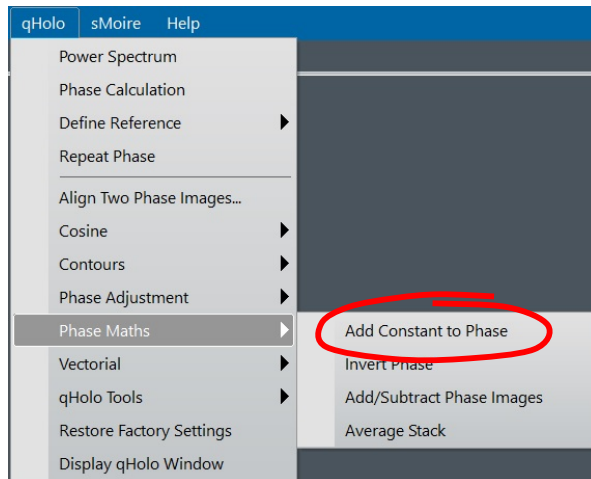 qHolo sMoire Help
Power Spectrum
Phase Calculation
Define Reference
Repeat Phase
Align Two Phase Images...
Cosine
Contours
Phase Adjustment
Phase Maths
Add Constant to Phase
Vectorial
Invert Phase
qHolo Tools
Add/Subtract Phase Images
Restore Factory Settings
Average Stack
Display qHolo Window